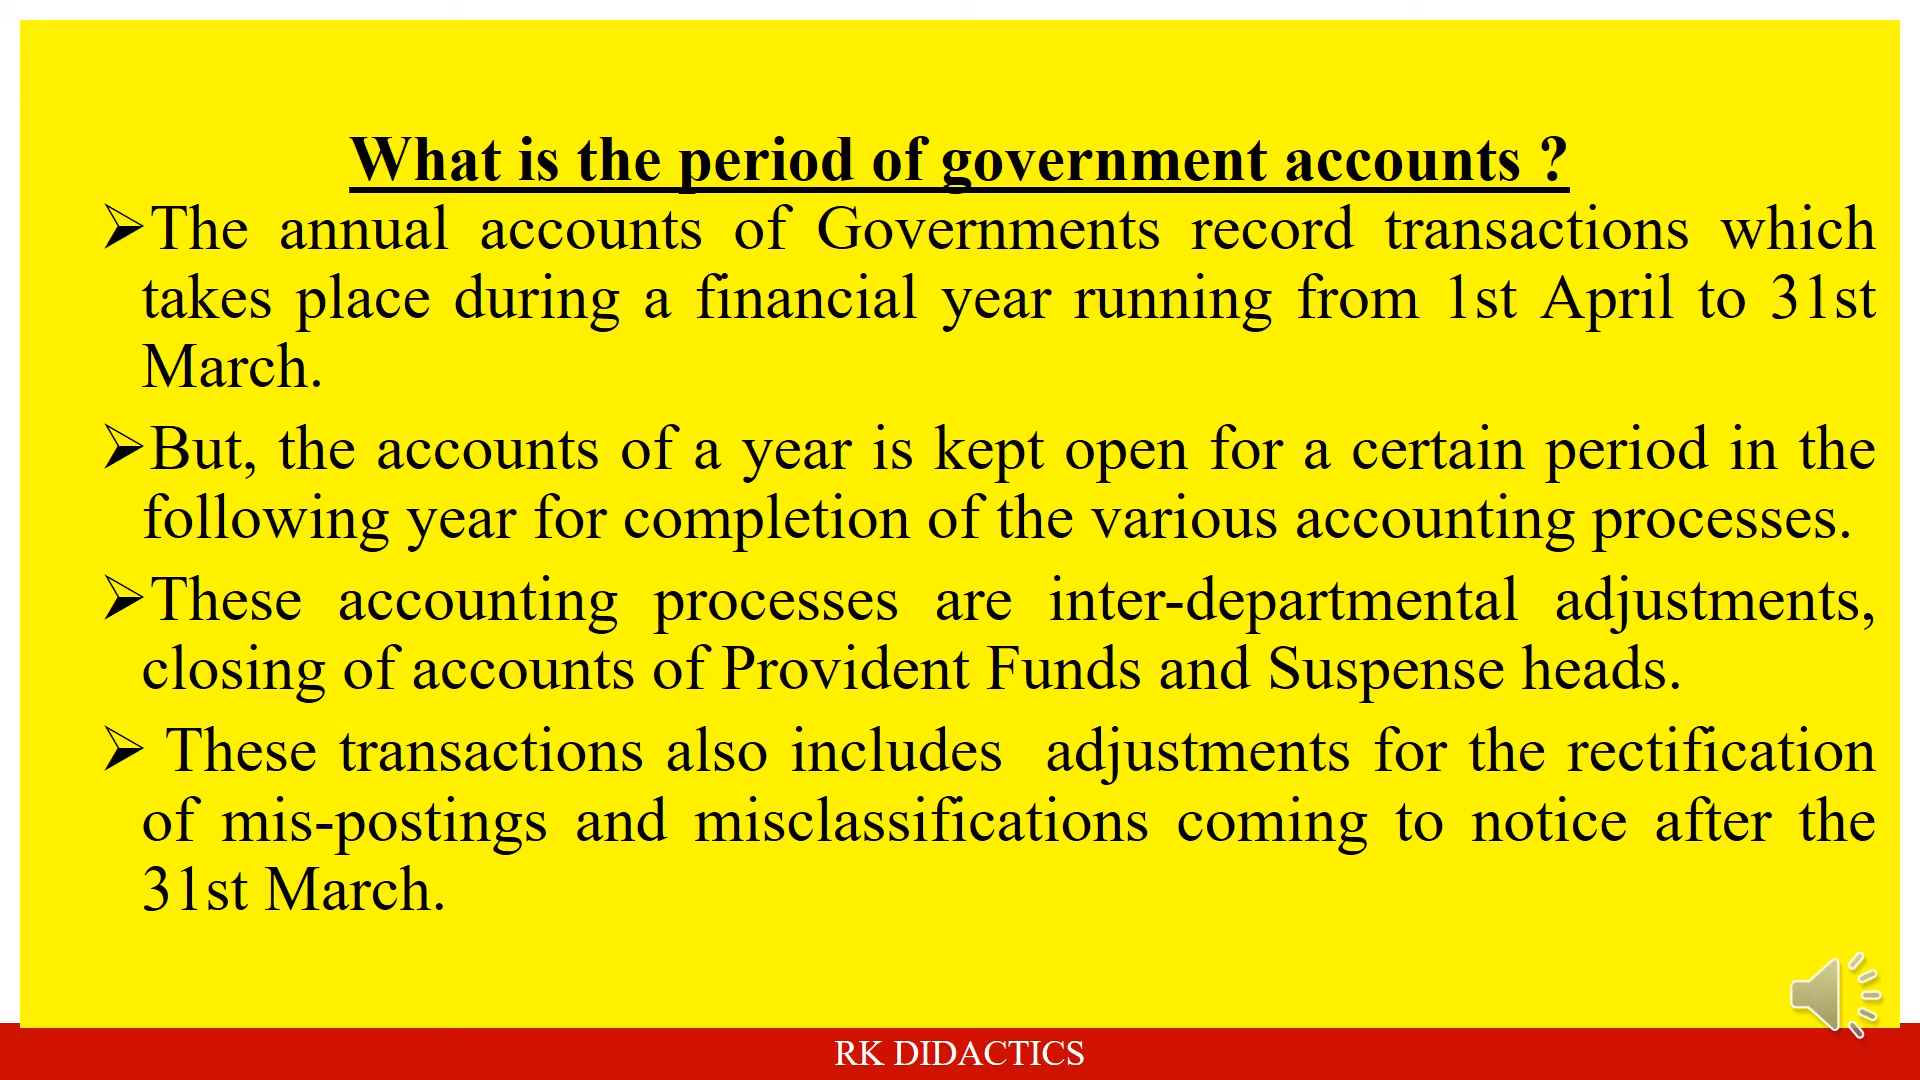 What is the period of government accounts ?
➢The annual accounts of Governments record transactions which
takes place during a financial year running from 1st April to 31st
March.
➢But, the accounts of a year is kept open for a certain period in the
following year for completion of the various accounting processes.
➢These accounting processes are inter-departmental adjustments,
closing of accounts of Provident Funds and Suspense heads.
➢ These transactions also includes  adjustments for the rectification
of mis-postings and misclassifications coming to notice after the
31st March.
RK DIDACTICS